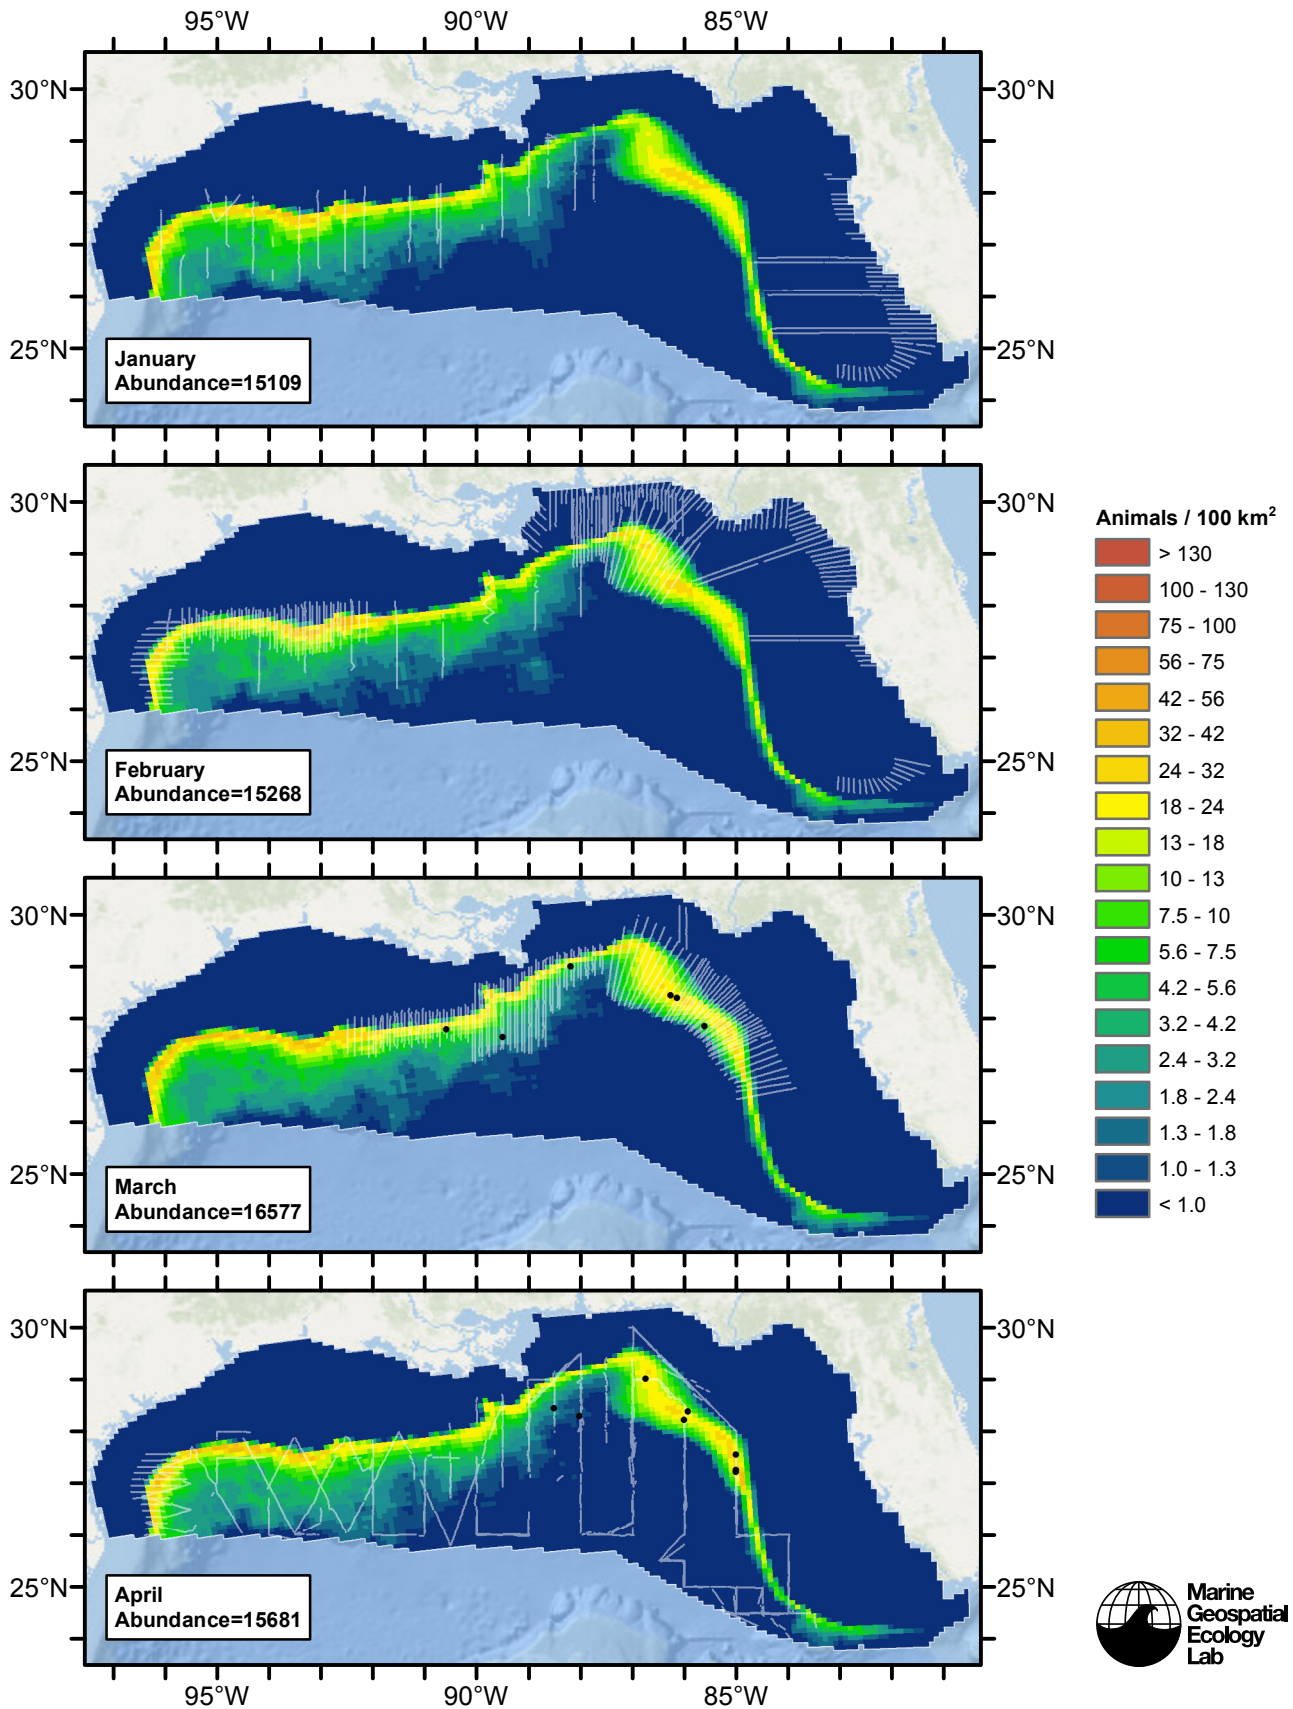 95°W 90°W 85°W
30°N 30°N
25°N 25°N
January
Abundance=15109
30°N 30°N
25°N 25°N
February
Abundance=15268
Animals / 100 km²
> 130
100 - 130
75 - 100
56 - 75
42 - 56
32 - 42
24 - 32
18 - 24
13 - 18
10 - 13
7.5 - 10
5.6 - 7.5
4.2 - 5.6
3.2 - 4.2
2.4 - 3.2
1.8 - 2.4
1.3 - 1.8
1.0 - 1.3
< 1.0
30°N 30°N
25°N 25°N
March
Abundance=16577
30°N 30°N
25°N 25°N
April
Abundance=15681
95°W 90°W 85°W
Marine
Geospatial
Ecology
Lab